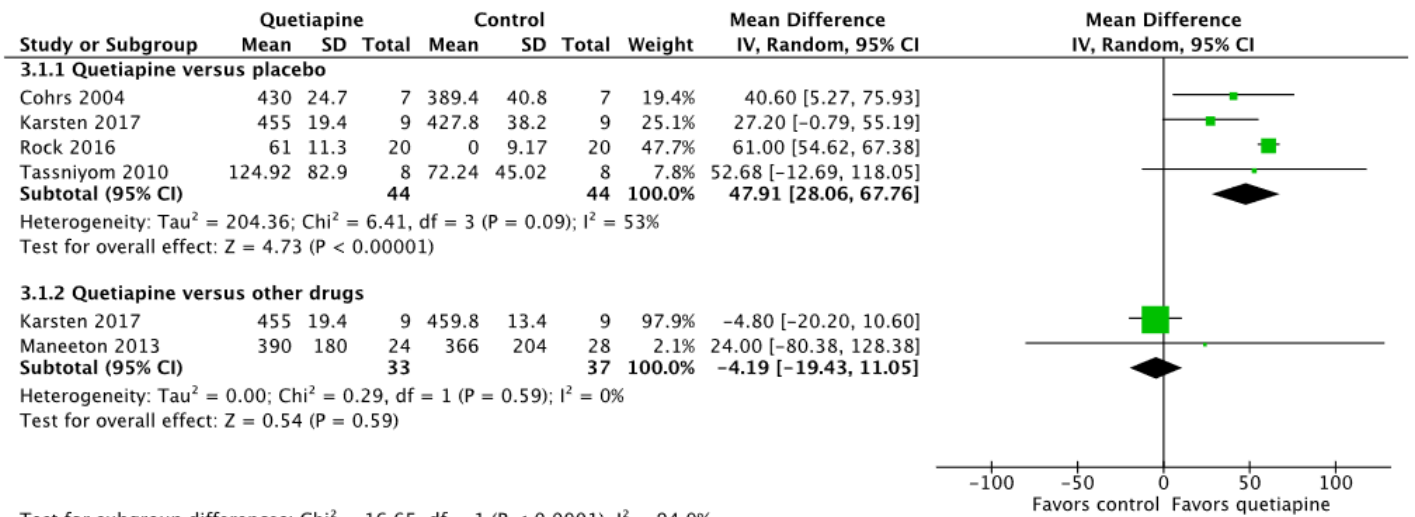 Quetiapine Control Mean Difference Mean Difference
Study or Subgroup Mean SD Total Mean SD Total Weight IV, Random, 95% CI IV, Random, 95% CI
3.1.1 Quetiapine versus placebo
Cohrs 2004 430 24.7 7 389.4 40.8 7 19.4% 40.60 [5.27, 75.93]
Karsten 2017 455 19.4 9 427.8 38.2 9 25.1% 27.20 [−0.79, 55.19]
Rock 2016 61 11.3 20 0 9.17 20 47.7% 61.00 [54.62, 67.38]
Tassniyom 2010 124.92 82.9 8 72.24 45.02 8 7.8% 52.68 [−12.69, 118.05]
Subtotal (95% CI) 44 44 100.0% 47.91 [28.06, 67.76]
Heterogeneity: Tau² = 204.36; Chi² = 6.41, df = 3 (P = 0.09); I² = 53%
Test for overall effect: Z = 4.73 (P < 0.00001)
3.1.2 Quetiapine versus other drugs
Karsten 2017 455 19.4 9 459.8 13.4 9 97.9% −4.80 [−20.20, 10.60]
Maneeton 2013 390 180 24 366 204 28 2.1% 24.00 [−80.38, 128.38]
Subtotal (95% CI) 33 37 100.0% −4.19 [−19.43, 11.05]
Heterogeneity: Tau² = 0.00; Chi² = 0.29, df = 1 (P = 0.59); I² = 0%
Test for overall effect: Z = 0.54 (P = 0.59)
−100 −50 0 50 100
Favors control Favors quetiapine